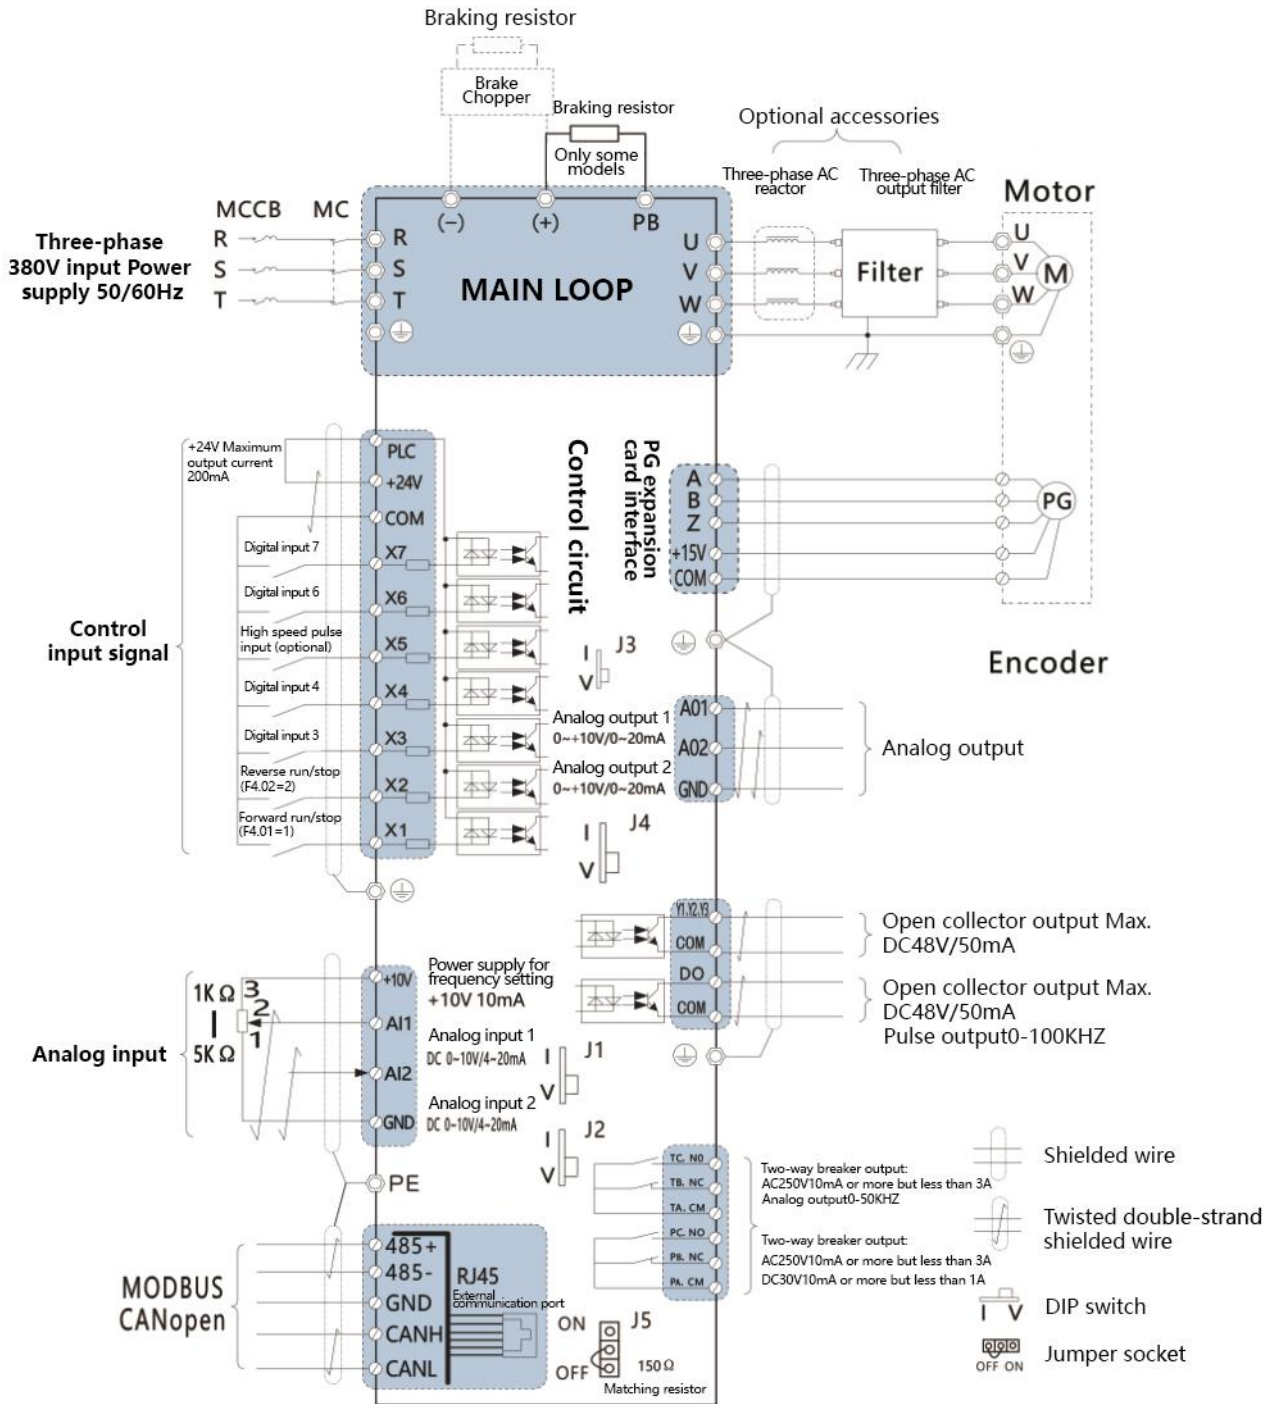 Braking resistor
Brake
Chopper
Braking resistor
Only some
models
Optional accessories
Three-phase AC
reactor
Three-phase AC
output filter
Motor
MCCB MC
Three-phase
380V input Power
supply 50/60Hz
R
S
T
R
S
T
(-)
(+)
PB
MAIN LOOP
U
V
W
Filter
U
V
W
M
Control
input signal
+24V Maximum
output current
200mA
Digital input 7
Digital input 6
High speed pulse
input (optional)
Digital input 4
Digital input 3
Reverse run/stop
(F4.02=2)
Forward run/stop
(F4.01=1)
PLC
+24V
COM
X7
X6
X5
X4
X3
X2
X1
Control circuit
PG expansion
card interface
A
B
Z
+15V
COM
PG
Encoder
I
V
J3
Analog output 1
0~+10V/0~20mA
Analog output 2
0~+10V/0~20mA
A01
A02
GND
Analog output
I
V
J4
Y1.Y2.Y3
COM
DO
COM
Open collector output Max.
DC48V/50mA
Open collector output Max.
DC48V/50mA
Pulse output0-100KHZ
Analog input
1KΩ
5KΩ
3
2
1
+10V
AI1
AI2
GND
Power supply for
frequency setting
+10V 10mA
Analog input 1
DC 0~10V/4~20mA
Analog input 2
DC 0~10V/4~20mA
I
V
J1
I
V
J2
PE
TC. NO
TB. NC
TA. CM
PC. NO
PB. NC
PA. CM
Two-way breaker output:
AC250V10mA or more but less than 3A
Analog output0-50KHZ
Two-way breaker output:
AC250V10mA or more but less than 3A
DC30V10mA or more but less than 1A
MODBUS
CANopen
485+
485-
GND
CANH
CANL
RJ45
External
communication port
ON
OFF
J5
150Ω
Matching resistor
Shielded wire
Twisted double-strand
shielded wire
I V
DIP switch
OFF ON
Jumper socket